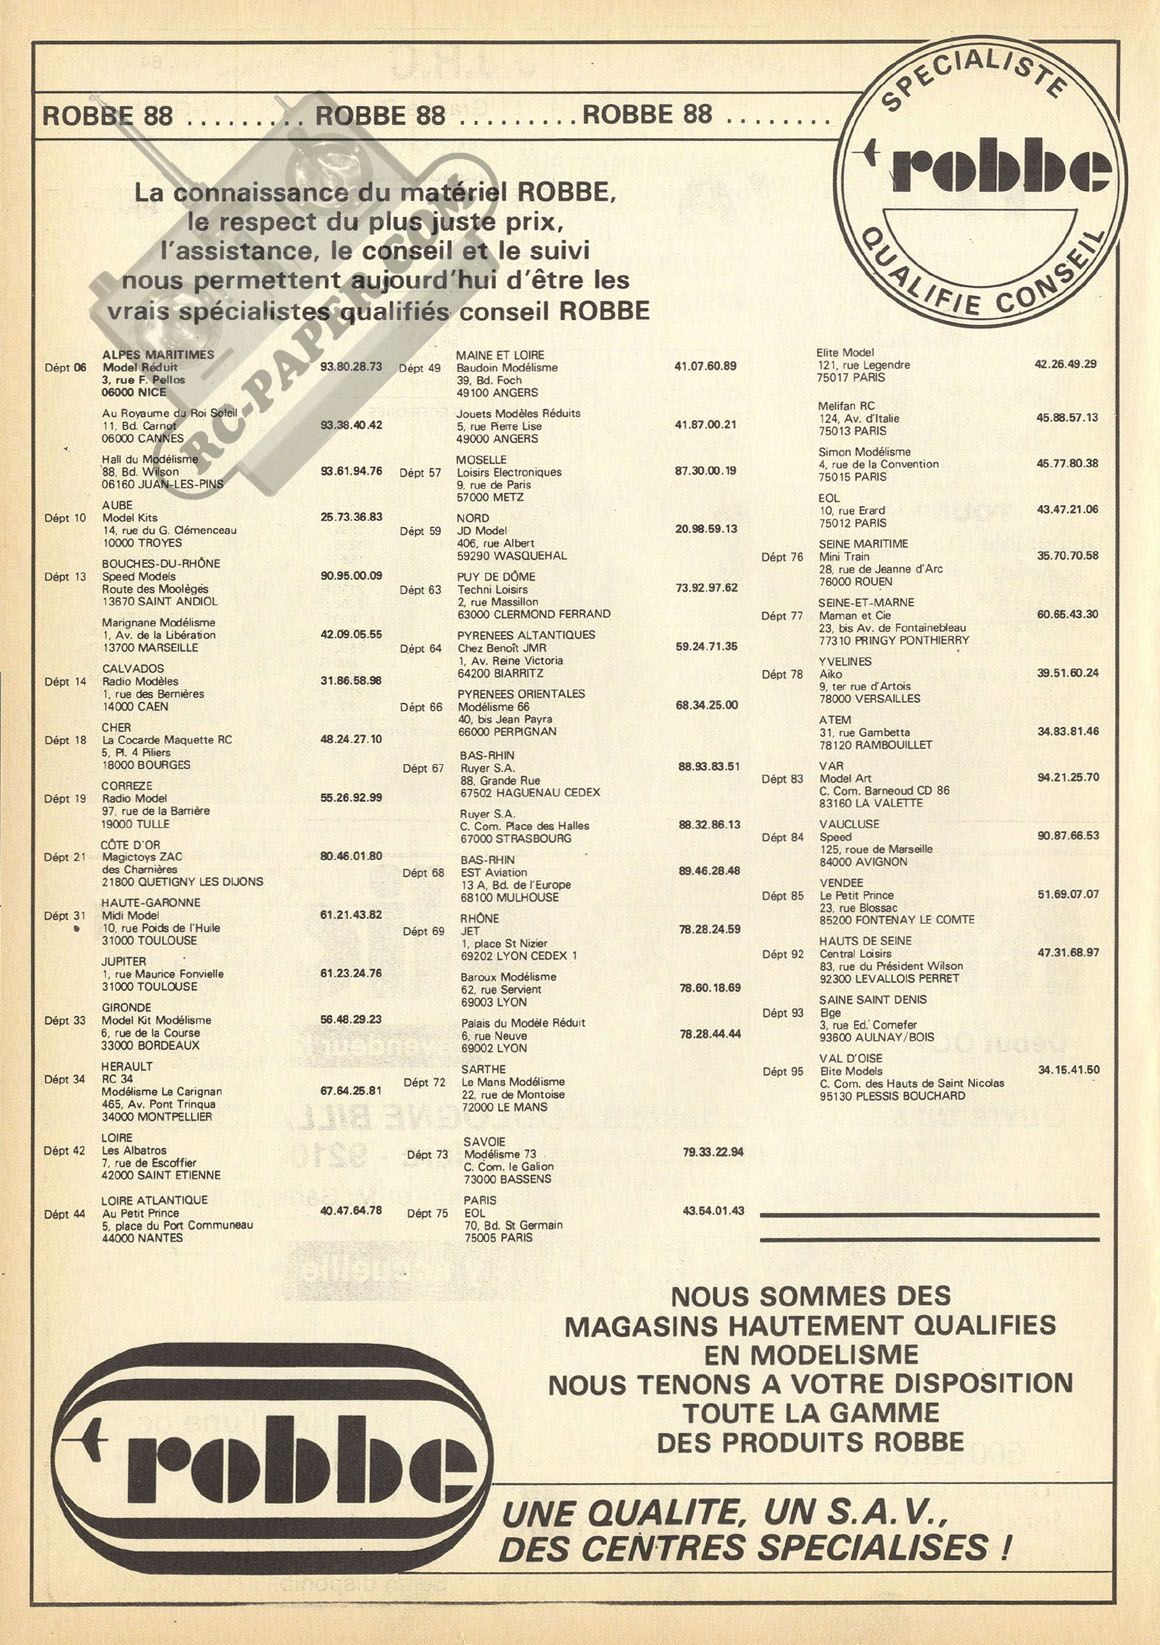 ROBBE 88 ......... ROBBE 88 ......... ROBBE 88 ........
SPECIALISTE
robbe
QUALIFIE CONSEIL
La connaissance du matériel ROBBE,
le respect du plus juste prix,
l'assistance, le conseil et le suivi
nous permettent aujourd'hui d'être les
vrais spécialistes qualifiés conseil ROBBE
RC-PAPER.COM
ALPES MARITIMES
Dépt 06 Model Réduit 93.80.28.73
3, rue F. Pellos
06000 NICE
Au Royaume du Roi Soleil
11, Bd. Carnot 93.38.40.42
06000 CANNES
Hall du Modélisme
88, Bd. Wilson 93.61.94.76
06160 JUAN-LES-PINS
AUBE
Dépt 10 Model Kits 25.73.36.83
14, rue du G. Clémenceau
10000 TROYES
BOUCHES-DU-RHÔNE
Dépt 13 Speed Models 90.95.00.09
Route des Moolèges
13670 SAINT ANDIOL
Marignane Modélisme
1, Av. de la Libération 42.09.05.55
13700 MARSEILLE
CALVADOS
Dépt 14 Radio Modèles 31.86.58.98
1, rue des Bernières
14000 CAEN
CHER
Dépt 18 La Cocarde Maquette RC 48.24.27.10
5, Pl. 4 Piliers
18000 BOURGES
CORREZE
Dépt 19 Radio Model 55.26.92.99
97, rue de la Barrière
19000 TULLE
CÔTE D'OR
Dépt 21 Magictoys ZAC 80.46.01.80
des Charnières
21800 QUETIGNY LES DIJONS
HAUTE-GARONNE
Dépt 31 Midi Model 61.21.43.82
10, rue Poids de l'Huile
31000 TOULOUSE
JUPITER
1, rue Maurice Fonvielle 61.23.24.76
31000 TOULOUSE
GIRONDE
Dépt 33 Model Kit Modélisme 56.48.29.23
6, rue de la Course
33000 BORDEAUX
HERAULT
Dépt 34 RC 34
Modélisme Le Carignan 67.64.25.81
465, Av. Pont Trinqua
34000 MONTPELLIER
LOIRE
Dépt 42 Les Albatros
7, rue de Escoffier
42000 SAINT ETIENNE
LOIRE ATLANTIQUE
Dépt 44 Au Petit Prince 40.47.64.78
5, place du Port Communeau
44000 NANTES
MAINE ET LOIRE
Dépt 49 Baudoin Modélisme 41.07.60.89
39, Bd. Foch
49100 ANGERS
Jouets Modèles Réduits
5, rue Pierre Lise 41.87.00.21
49000 ANGERS
MOSELLE
Dépt 57 Loisirs Electroniques 87.30.00.19
9, rue de Paris
57000 METZ
NORD
Dépt 59 JD Model 20.98.59.13
406, rue Albert
59290 WASQUEHAL
PUY DE DÔME
Dépt 63 Techni Loisirs 73.92.97.62
2, rue Massillon
63000 CLERMOND FERRAND
PYRENEES ALTANTIQUES
Dépt 64 Chez Benoît JMR 59.24.71.35
1, Av. Reine Victoria
64200 BIARRITZ
PYRENEES ORIENTALES
Dépt 66 Modélisme 66 68.34.25.00
40, bis Jean Payra
66000 PERPIGNAN
BAS-RHIN
Dépt 67 Ruyer S.A. 88.93.83.51
88, Grande Rue
67502 HAGUENAU CEDEX
Ruyer S.A.
C. Com. Place des Halles 88.32.86.13
67000 STRASBOURG
BAS-RHIN
Dépt 68 EST Aviation 89.46.28.48
13 A, Bd. de l'Europe
68100 MULHOUSE
RHÔNE
Dépt 69 JET 78.28.24.59
1, place St Nizier
69202 LYON CEDEX 1
Baroux Modélisme
62, rue Servient 78.60.18.69
69003 LYON
Palais du Modèle Réduit
6, rue Neuve 78.28.44.44
69002 LYON
SARTHE
Dépt 72 Le Mans Modélisme
22, rue de Montoise
72000 LE MANS
SAVOIE
Dépt 73 Modélisme 73 79.33.22.94
C. Com. le Galion
73000 BASSENS
PARIS
Dépt 75 EOL 43.54.01.43
70, Bd. St Germain
75005 PARIS
Elite Model
121, rue Legendre 42.26.49.29
75017 PARIS
Melifan RC
124, Av. d'Italie 45.88.57.13
75013 PARIS
Simon Modélisme
4, rue de la Convention 45.77.80.38
75015 PARIS
EOL
10, rue Erard 43.47.21.06
75012 PARIS
SEINE MARITIME
Dépt 76 Mini Train 35.70.70.58
28, rue de Jeanne d'Arc
76000 ROUEN
SEINE-ET-MARNE
Dépt 77 Maman et Cie 60.65.43.30
23, bis Av. de Fontainebleau
77310 PRINGY PONTHIERRY
YVELINES
Dépt 78 Aiko 39.51.60.24
9, ter rue d'Artois
78000 VERSAILLES
ATEM
31, rue Gambetta 34.83.81.46
78120 RAMBOUILLET
VAR
Dépt 83 Model Art 94.21.25.70
C. Com. Barneoud CD 86
83160 LA VALETTE
VAUCLUSE
Dépt 84 Speed 90.87.66.53
125, roue de Marseille
84000 AVIGNON
VENDEE
Dépt 85 Le Petit Prince 51.69.07.07
23, rue Blossac
85200 FONTENAY LE COMTE
HAUTS DE SEINE
Dépt 92 Central Loisirs 47.31.68.97
83, rue du Président Wilson
92300 LEVALLOIS PERRET
SAINE SAINT DENIS
Dépt 93 Elge
3, rue Ed. Comefer
93600 AULNAY/BOIS
VAL D'OISE
Dépt 95 Elite Models 34.15.41.50
C. Com. des Hauts de Saint Nicolas
95130 PLESSIS BOUCHARD
NOUS SOMMES DES
MAGASINS HAUTEMENT QUALIFIES
EN MODELISME
NOUS TENONS A VOTRE DISPOSITION
TOUTE LA GAMME
DES PRODUITS ROBBE
robbe
UNE QUALITE, UN S.A.V.,
DES CENTRES SPECIALISES !